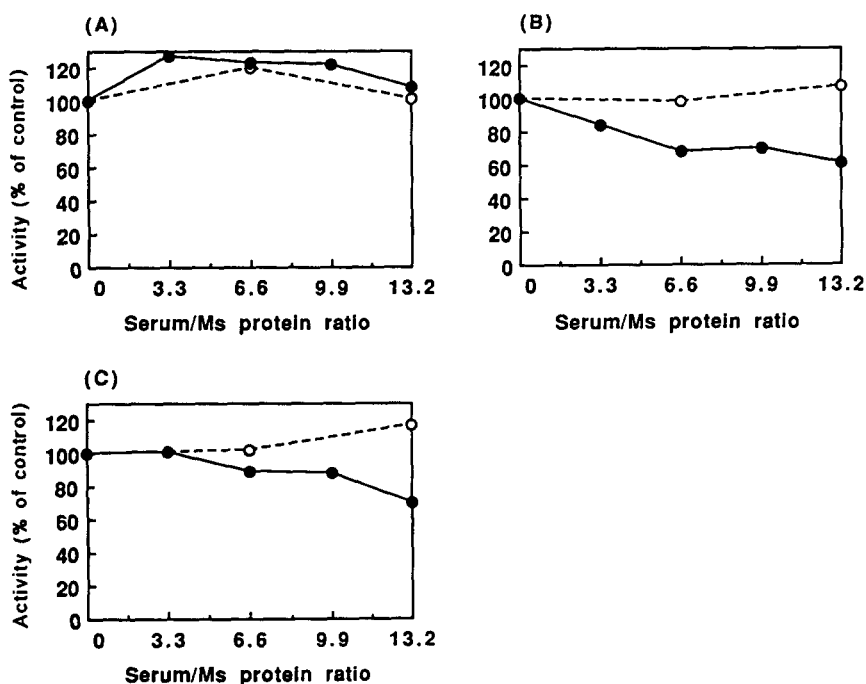 (A)
Activity (% of control)
120
100
80
60
40
20
0
0 3.3 6.6 9.9 13.2
Serum/Ms protein ratio
(B)
120
100
80
60
40
20
0
0 3.3 6.6 9.9 13.2
Serum/Ms protein ratio
(C)
Activity (% of control)
120
100
80
60
40
20
0
0 3.3 6.6 9.9 13.2
Serum/Ms protein ratio